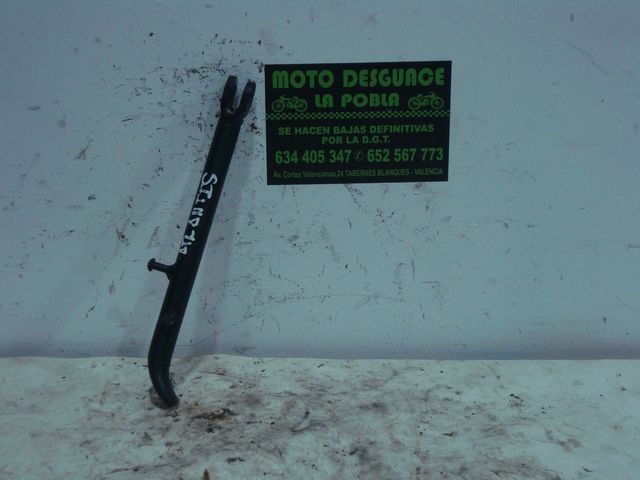 MOTO DESGUACE
LA POBLA
SE HACEN BAJAS DEFINITIVAS
POR LA D.G.T.
634 405 347 ✆ 652 567 773
Av. Cortes Valencianas,24 TABERNES BLANQUES - VALENCIA